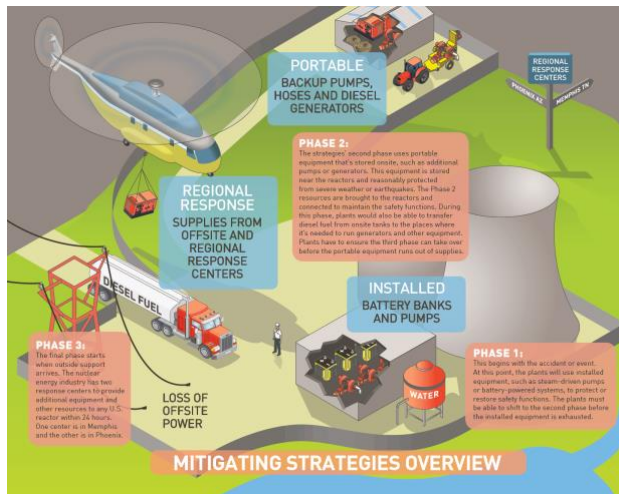 PORTABLE
BACKUP PUMPS,
HOSES AND DIESEL
GENERATORS
REGIONAL
RESPONSE
CENTERS
PHOENIX AZ
MEMPHIS TN
PHASE 2:
The strategies' second phase uses portable
equipment that's stored onsite, such as additional
pumps or generators. This equipment is stored
near the reactors and reasonably protected
from severe weather or earthquakes. The Phase 2
resources are brought to the reactors and
connected to maintain the safety functions. During
this phase, plants would also be able to transfer
diesel fuel from onsite tanks to the places where
it's needed to run generators and other equipment.
Plants have to ensure the third phase can take over
before the portable equipment runs out of supplies.
REGIONAL
RESPONSE
SUPPLIES FROM
OFFSITE AND
REGIONAL
RESPONSE
CENTERS
DIESEL FUEL
INSTALLED
BATTERY BANKS
AND PUMPS
PHASE 3:
The final phase starts
when outside support
arrives. The nuclear
energy industry has two
response centers to provide
additional equipment and
other resources to any U.S.
reactor within 24 hours.
One center is in Memphis
and the other is in Phoenix.
LOSS OF
OFFSITE
POWER
WATER
PHASE 1:
This begins with the accident or event.
At this point, the plants will use installed
equipment, such as steam-driven pumps
or battery-powered systems, to protect or
restore safety functions. The plants must
be able to shift to the second phase before
the installed equipment is exhausted.
MITIGATING STRATEGIES OVERVIEW